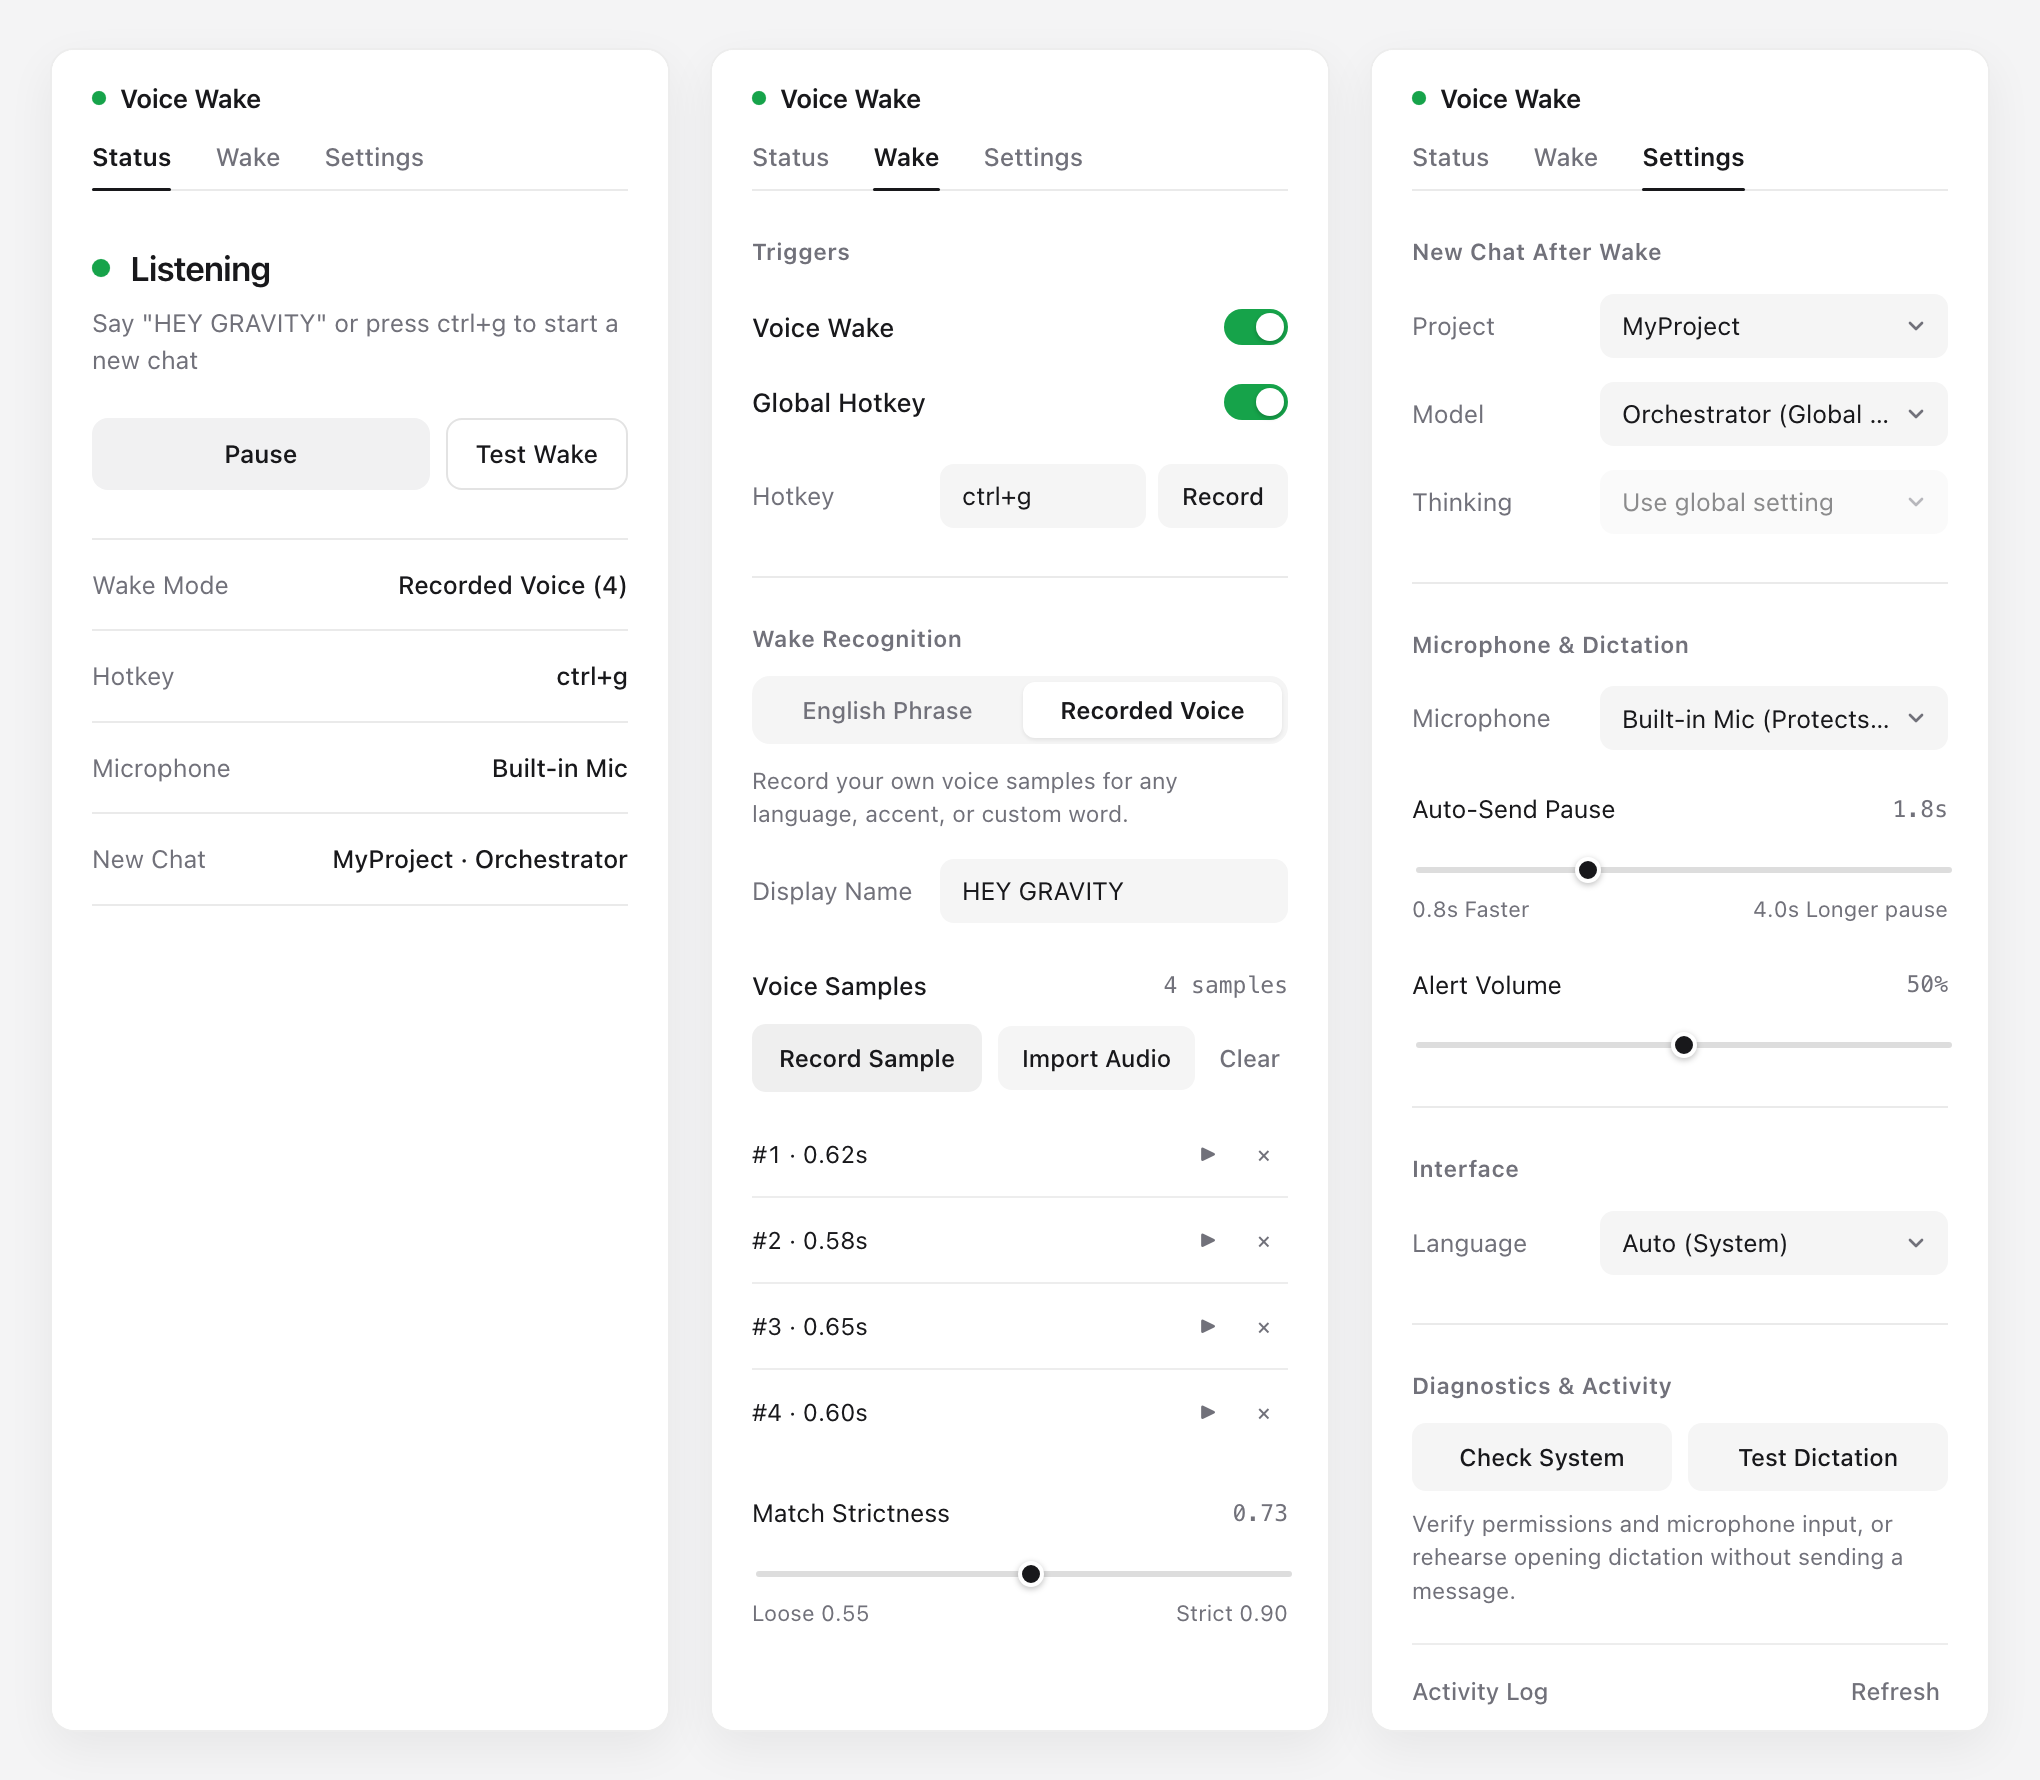 Voice Wake
Status Wake Settings
Listening
Say "HEY GRAVITY" or press ctrl+g to start a
new chat
Pause Test Wake
Wake Mode Recorded Voice (4)
Hotkey ctrl+g
Microphone Built-in Mic
New Chat MyProject · Orchestrator
Voice Wake
Status Wake Settings
Triggers
Voice Wake
Global Hotkey
Hotkey ctrl+g Record
Wake Recognition
English Phrase Recorded Voice
Record your own voice samples for any
language, accent, or custom word.
Display Name HEY GRAVITY
Voice Samples 4 samples
Record Sample Import Audio Clear
#1 · 0.62s
#2 · 0.58s
#3 · 0.65s
#4 · 0.60s
Match Strictness 0.73
Loose 0.55 Strict 0.90
Voice Wake
Status Wake Settings
New Chat After Wake
Project MyProject
Model Orchestrator (Global ...
Thinking Use global setting
Microphone & Dictation
Microphone Built-in Mic (Protects...
Auto-Send Pause 1.8s
0.8s Faster 4.0s Longer pause
Alert Volume 50%
Interface
Language Auto (System)
Diagnostics & Activity
Check System Test Dictation
Verify permissions and microphone input, or
rehearse opening dictation without sending a
message.
Activity Log Refresh